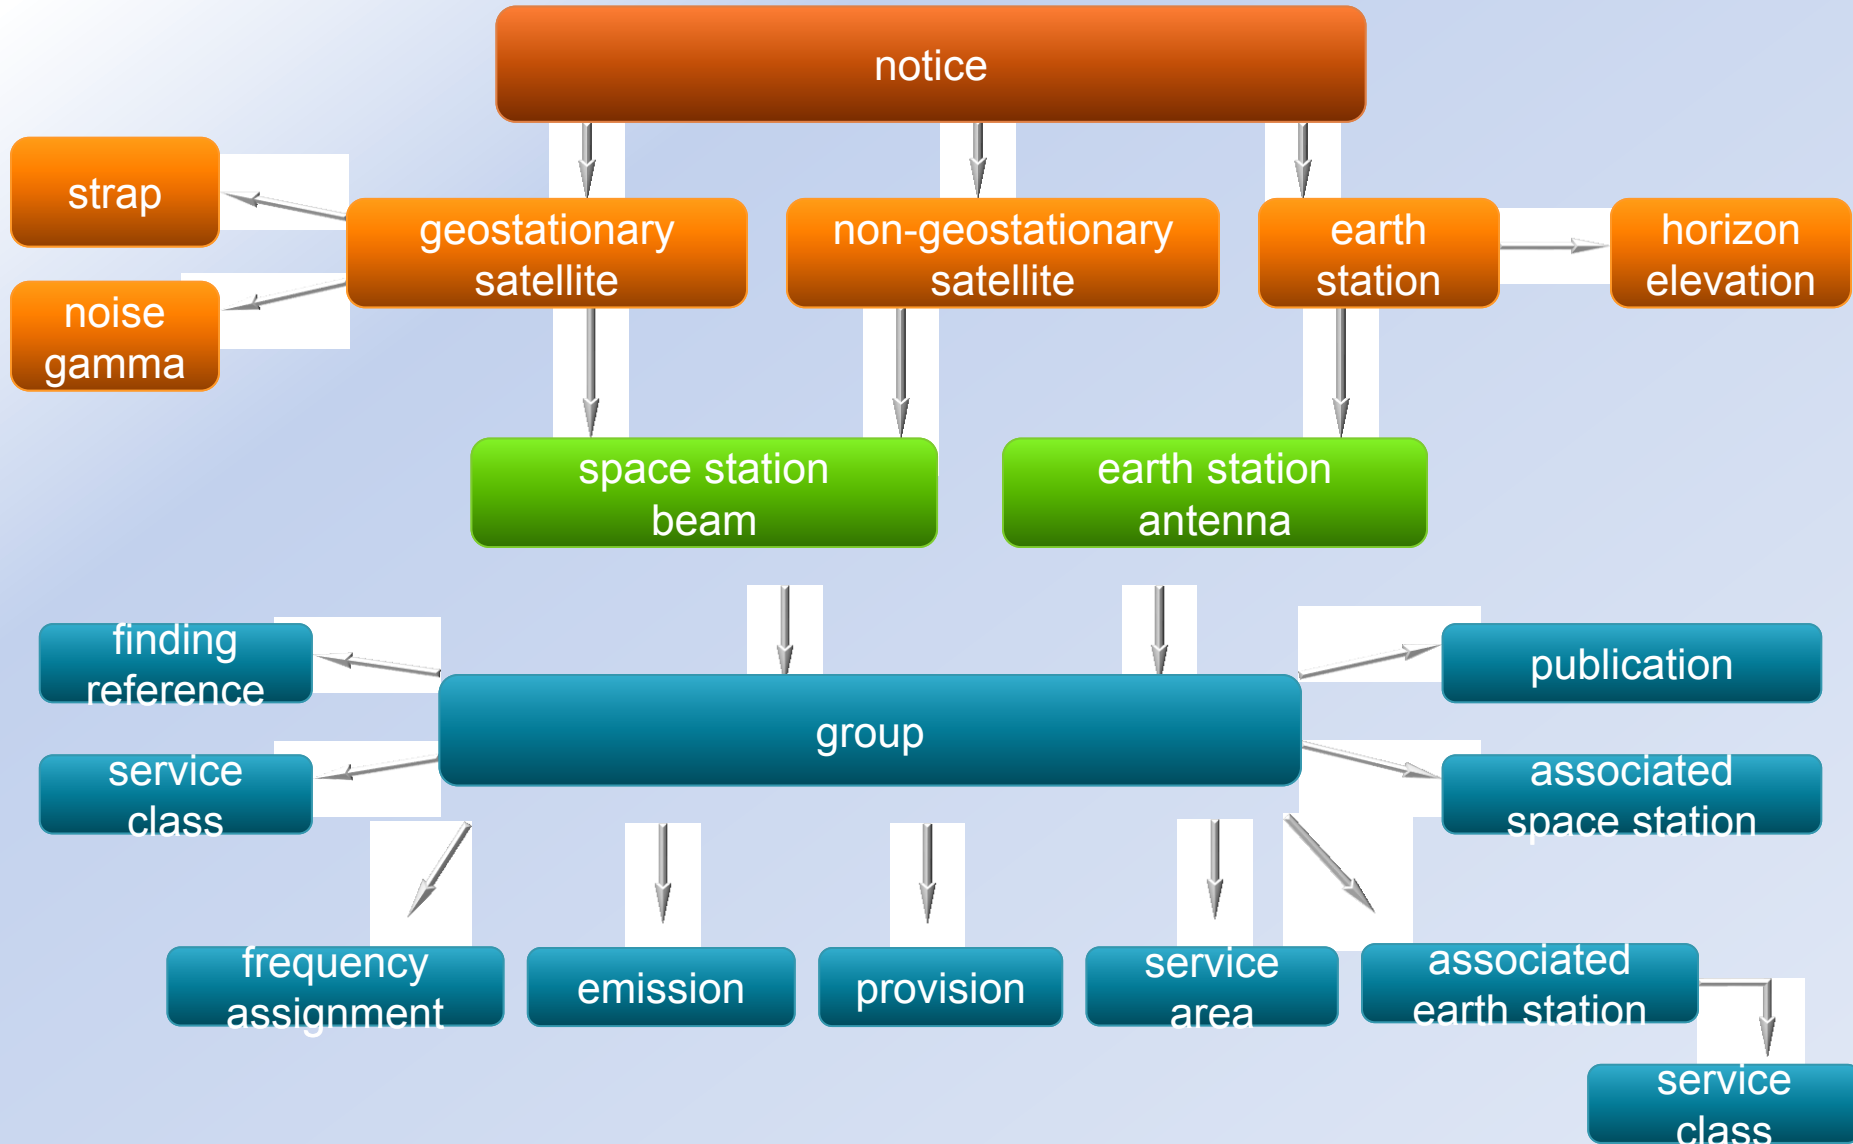 notice
strap
geostationary
satellite
non-geostationary
satellite
earth
station
horizon
elevation
noise
gamma
space station
beam
earth station
antenna
finding
reference
publication
group
service
class
associated
space station
frequency
assignment
emission
provision
service
area
associated
earth station
service
class